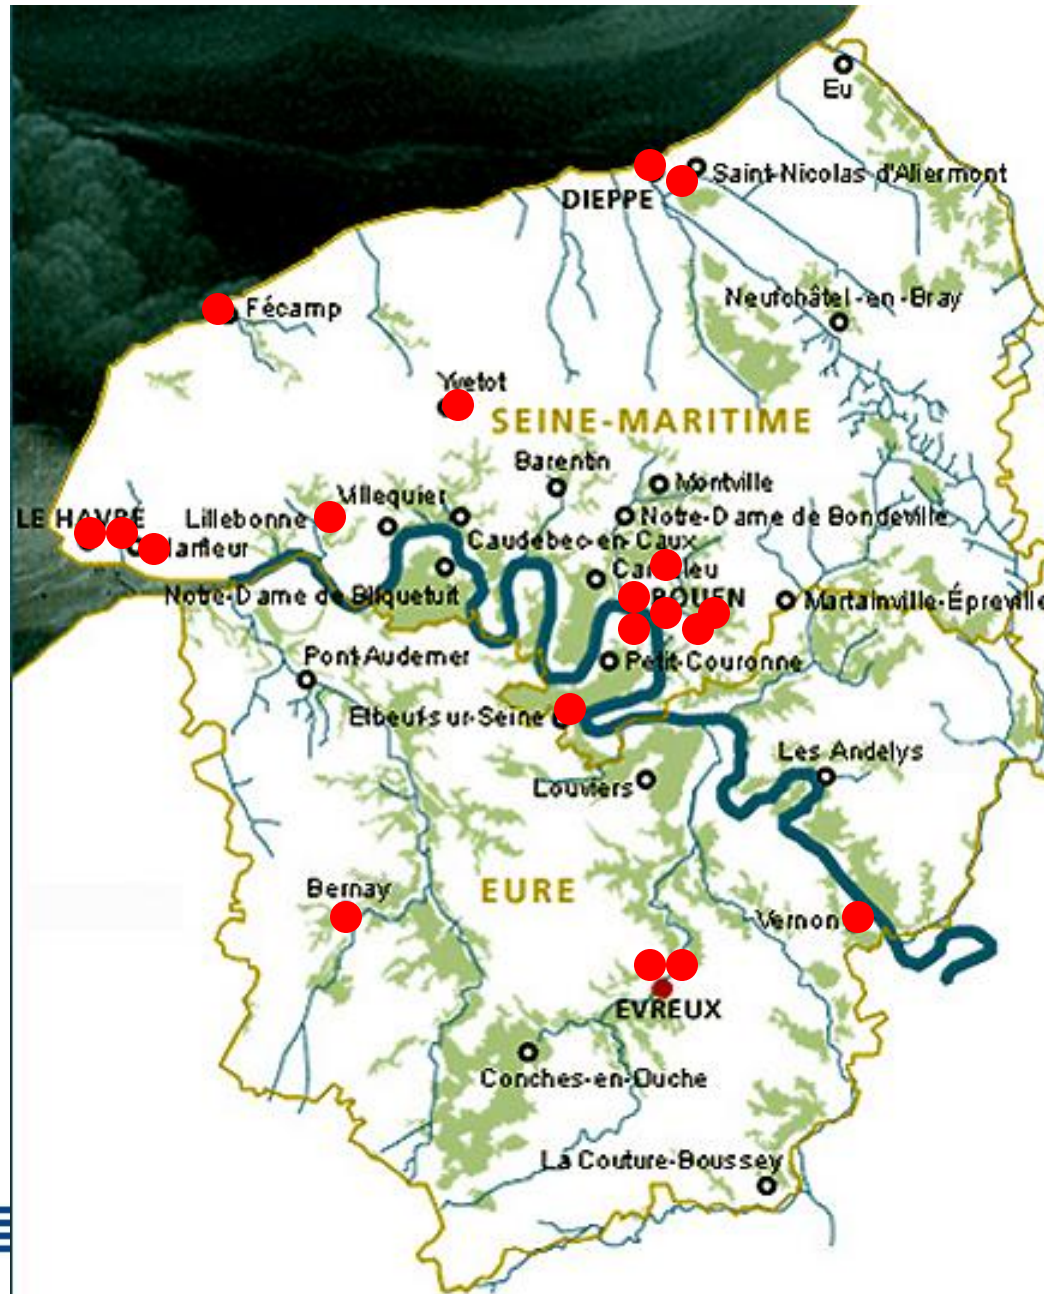 Eu
Saint-Nicolas d'Aliermont
DIEPPE
Neufchâtel-en-Bray
Fécamp
Yvetot
SEINE-MARITIME
Barentin
Montville
Villequier
LE HAVRE
Lillebonne
Notre-Dame de Bondeville
Harfleur
Caudebec-en-Caux
Canteleu
Notre-Dame de Bliquetuit
ROUEN
Martainville-Épreville
Pont-Audemer
Petit-Couronne
Elbeuf-sur-Seine
Les Andelys
Louviers
Bernay
EURE
Vernon
EVREUX
Conches-en-Ouche
La Couture-Boussey